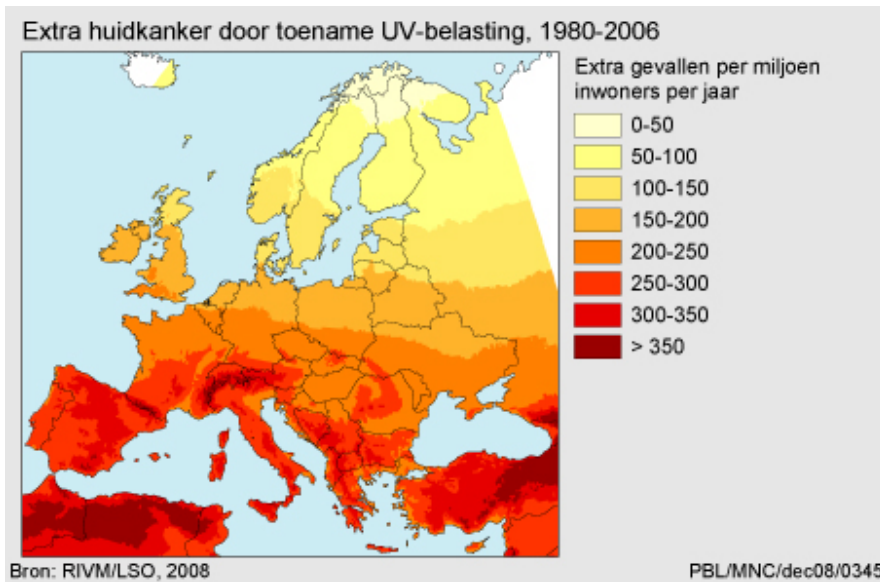 Extra huidkanker door toename UV-belasting, 1980-2006
Extra gevallen per miljoen
inwoners per jaar
0-50
50-100
100-150
150-200
200-250
250-300
300-350
> 350
Bron: RIVM/LSO, 2008
PBL/MNC/dec08/0345